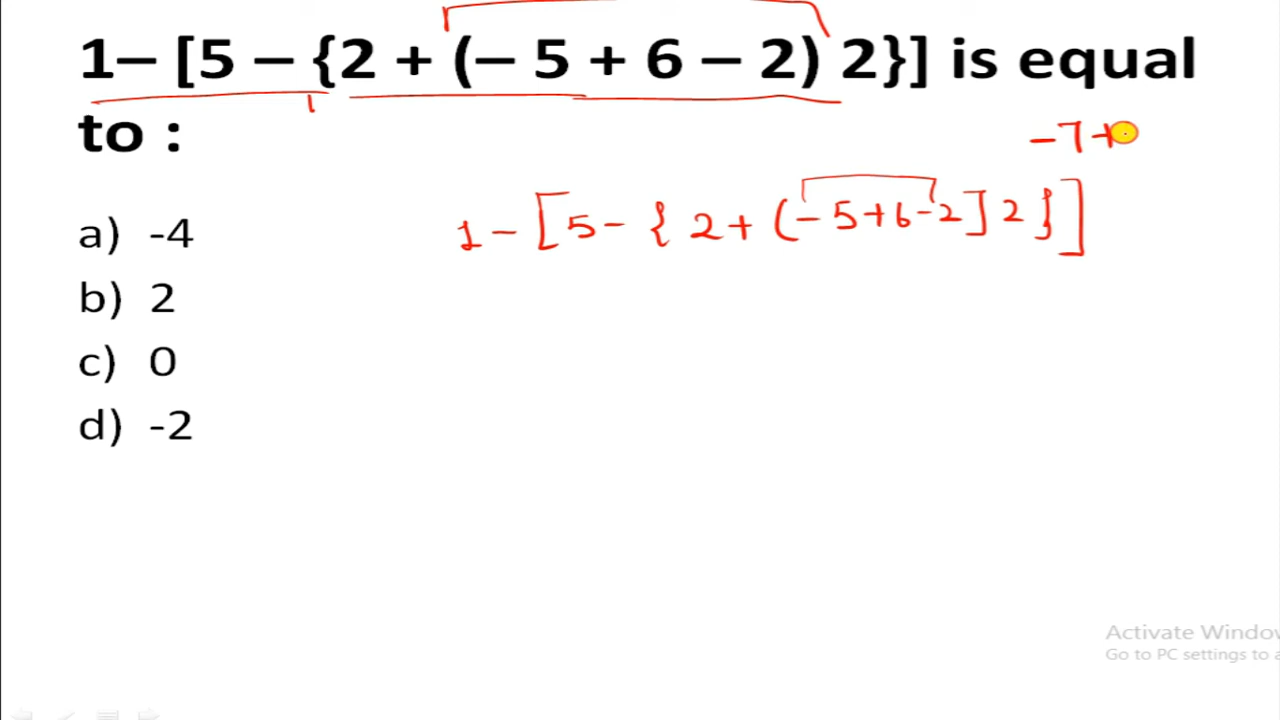 1– [5 – {2 + (– 5 + 6 – 2) 2}] is equal
to :
-7+
1-[5-{2+(-5+6-2]2}]
a) -4
b) 2
c) 0
d) -2
Activate Windo
Go to PC settings to a